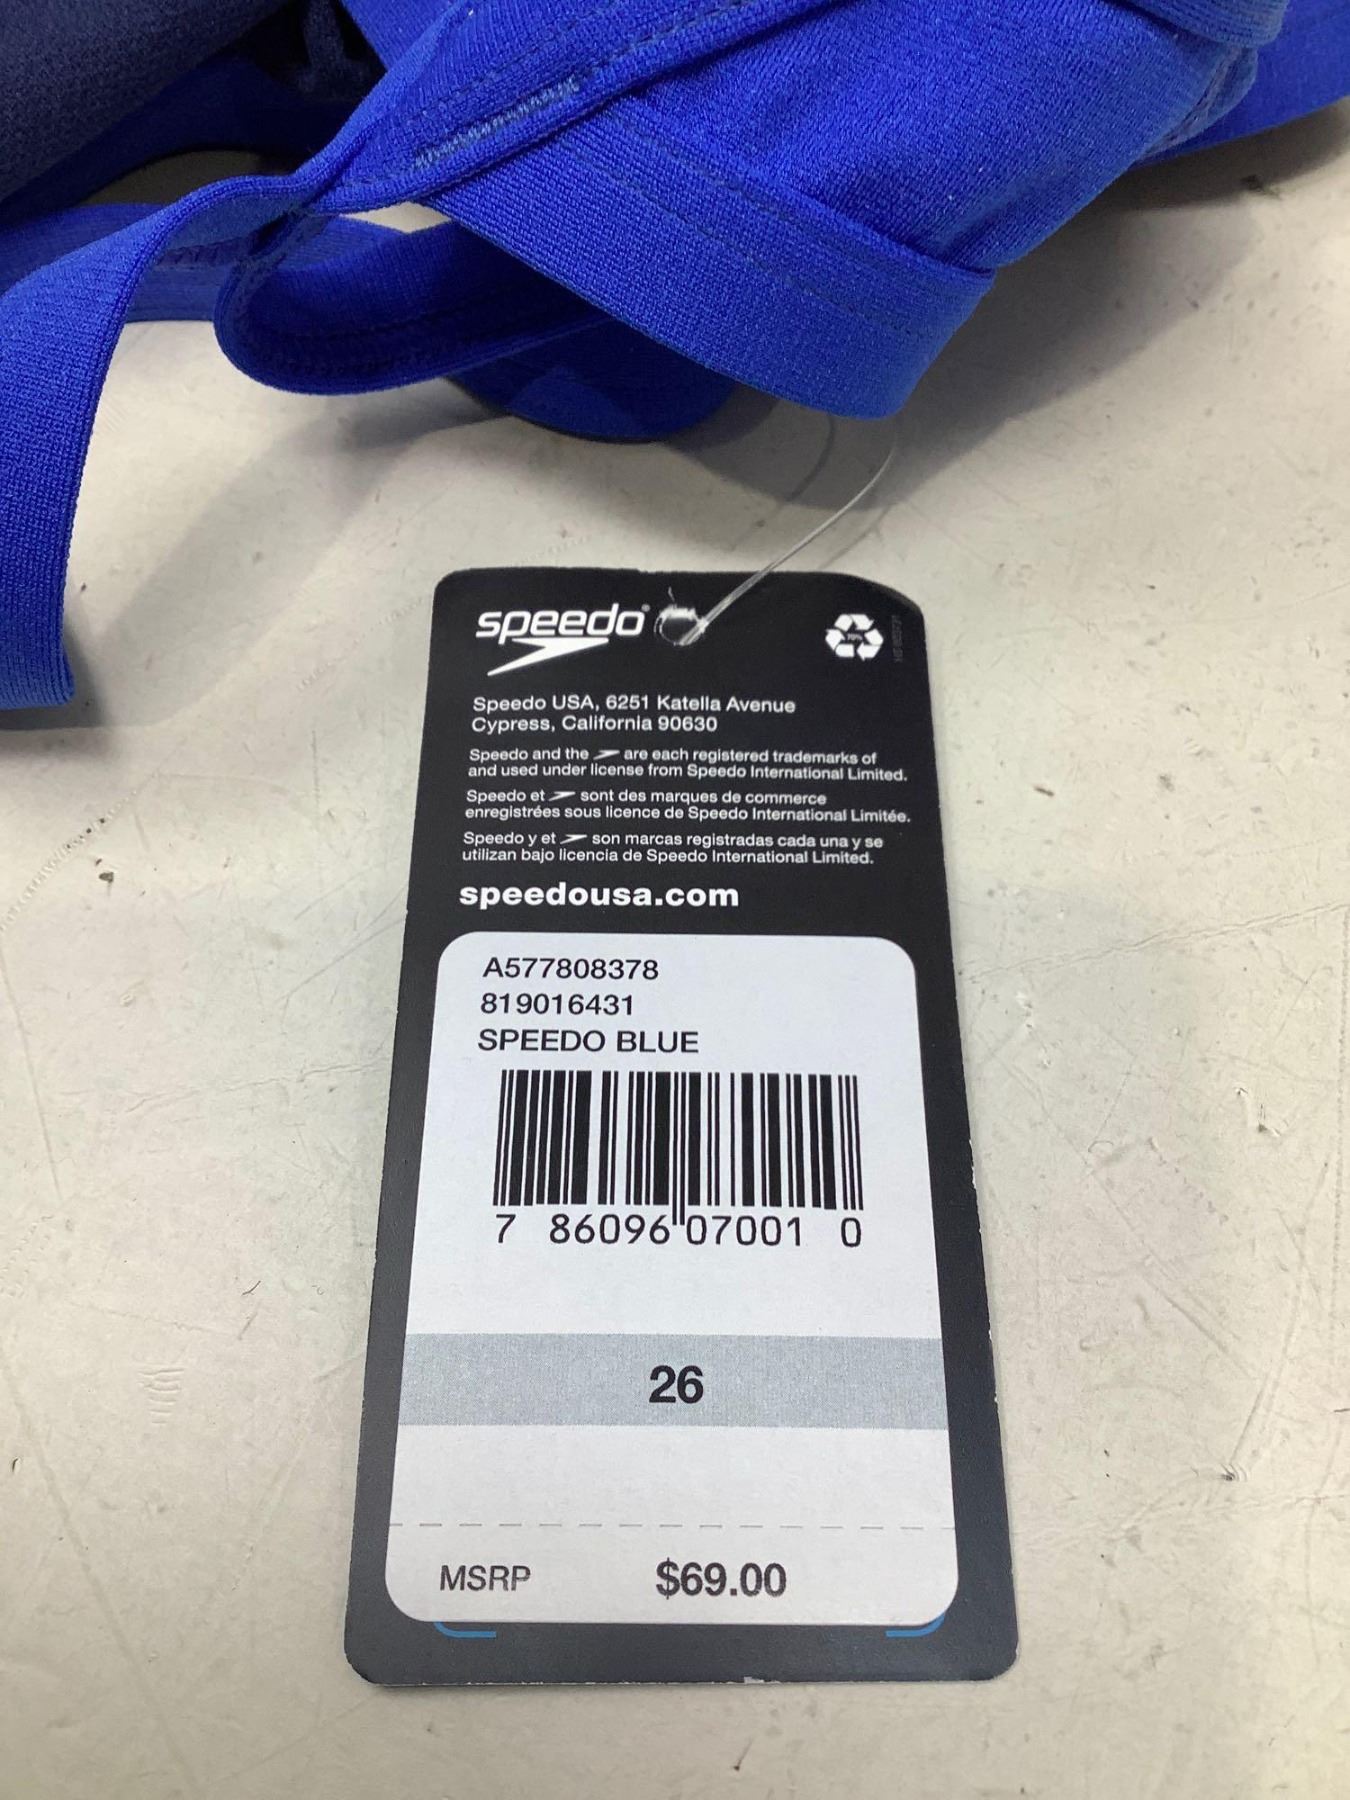 speedo®
Speedo USA, 6251 Katella Avenue
Cypress, California 90630
Speedo and the are each registered trademarks of
and used under license from Speedo International Limited.
Speedo et sont des marques de commerce
enregistrées sous licence de Speedo International Limitée.
Speedo y et son marcas registradas cada una y se
utilizan bajo licencia de Speedo International Limited.
speedousa.com
A577808378
819016431
SPEEDO BLUE
7 86096 07001 0
26
MSRP $69.00